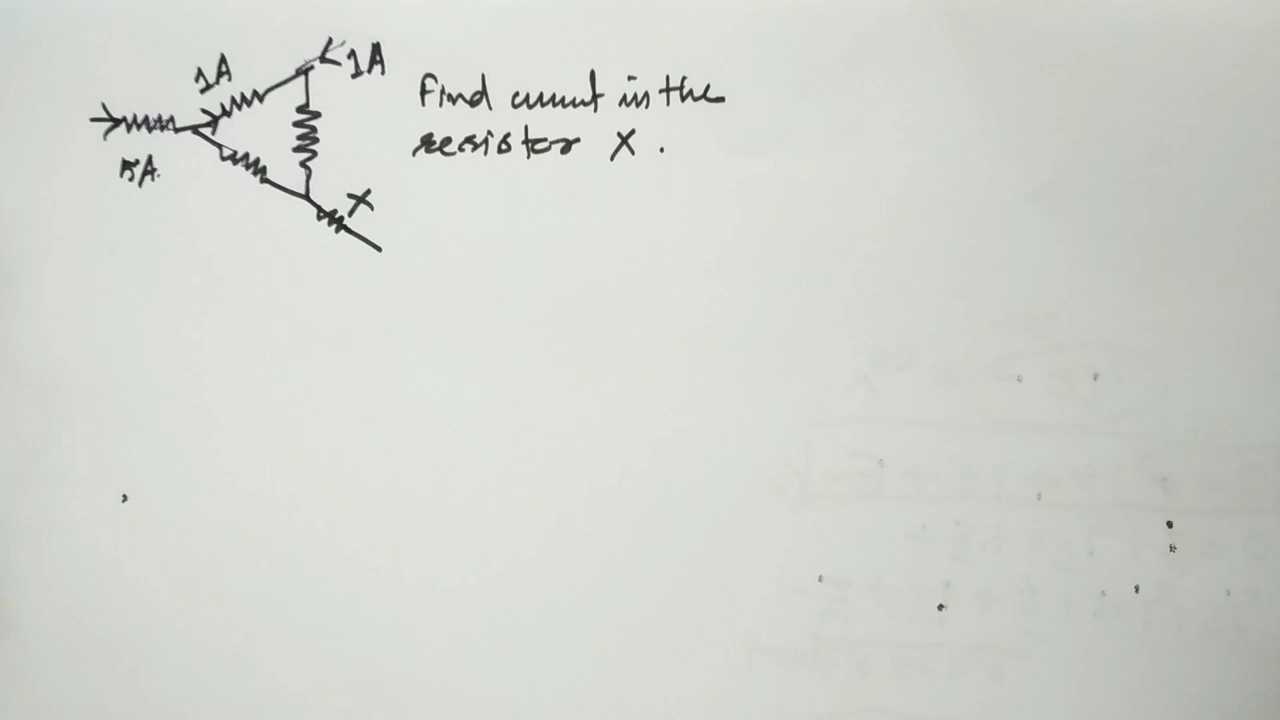 1A
1A
5A.
X
Find current in the
resistor X.